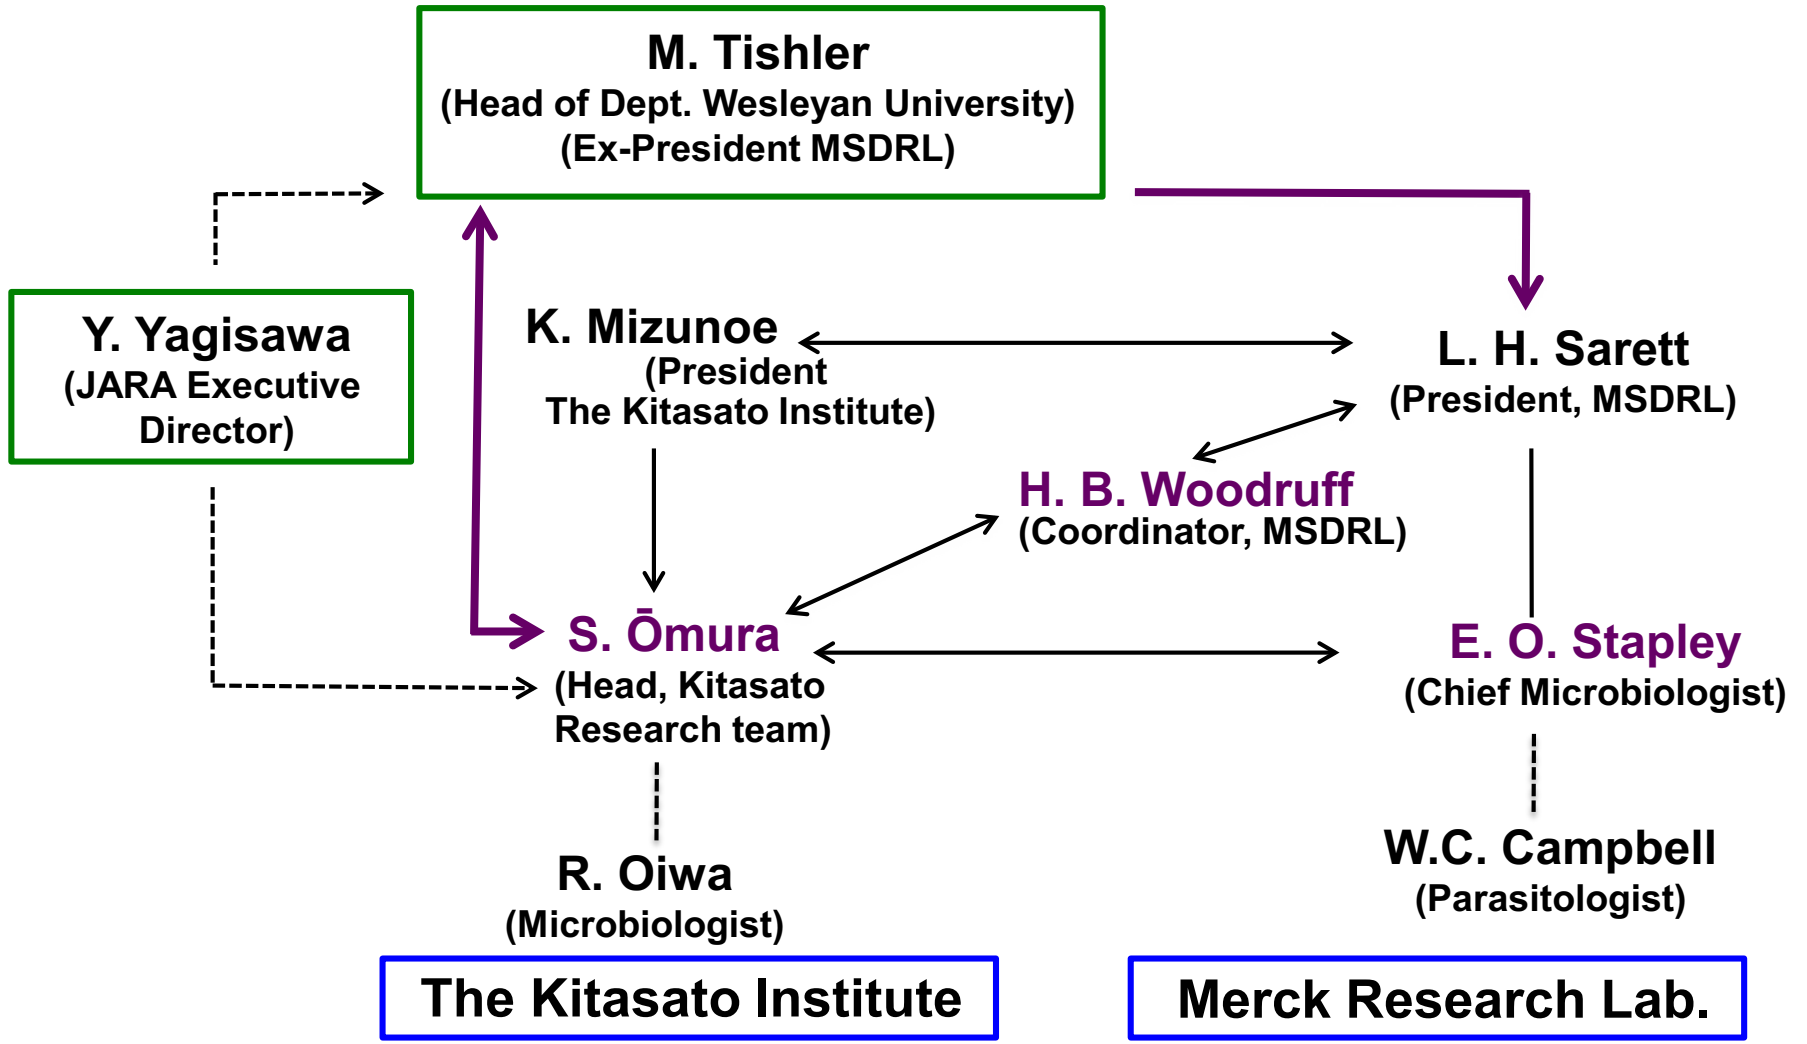 M. Tishler
(Head of Dept. Wesleyan University)
(Ex-President MSDRL)
Y. Yagisawa
(JARA Executive
Director)
K. Mizunoe
(President
The Kitasato Institute)
L. H. Sarett
(President, MSDRL)
H. B. Woodruff
(Coordinator, MSDRL)
S. Ōmura
(Head, Kitasato
Research team)
E. O. Stapley
(Chief Microbiologist)
R. Oiwa
(Microbiologist)
W.C. Campbell
(Parasitologist)
The Kitasato Institute
Merck Research Lab.